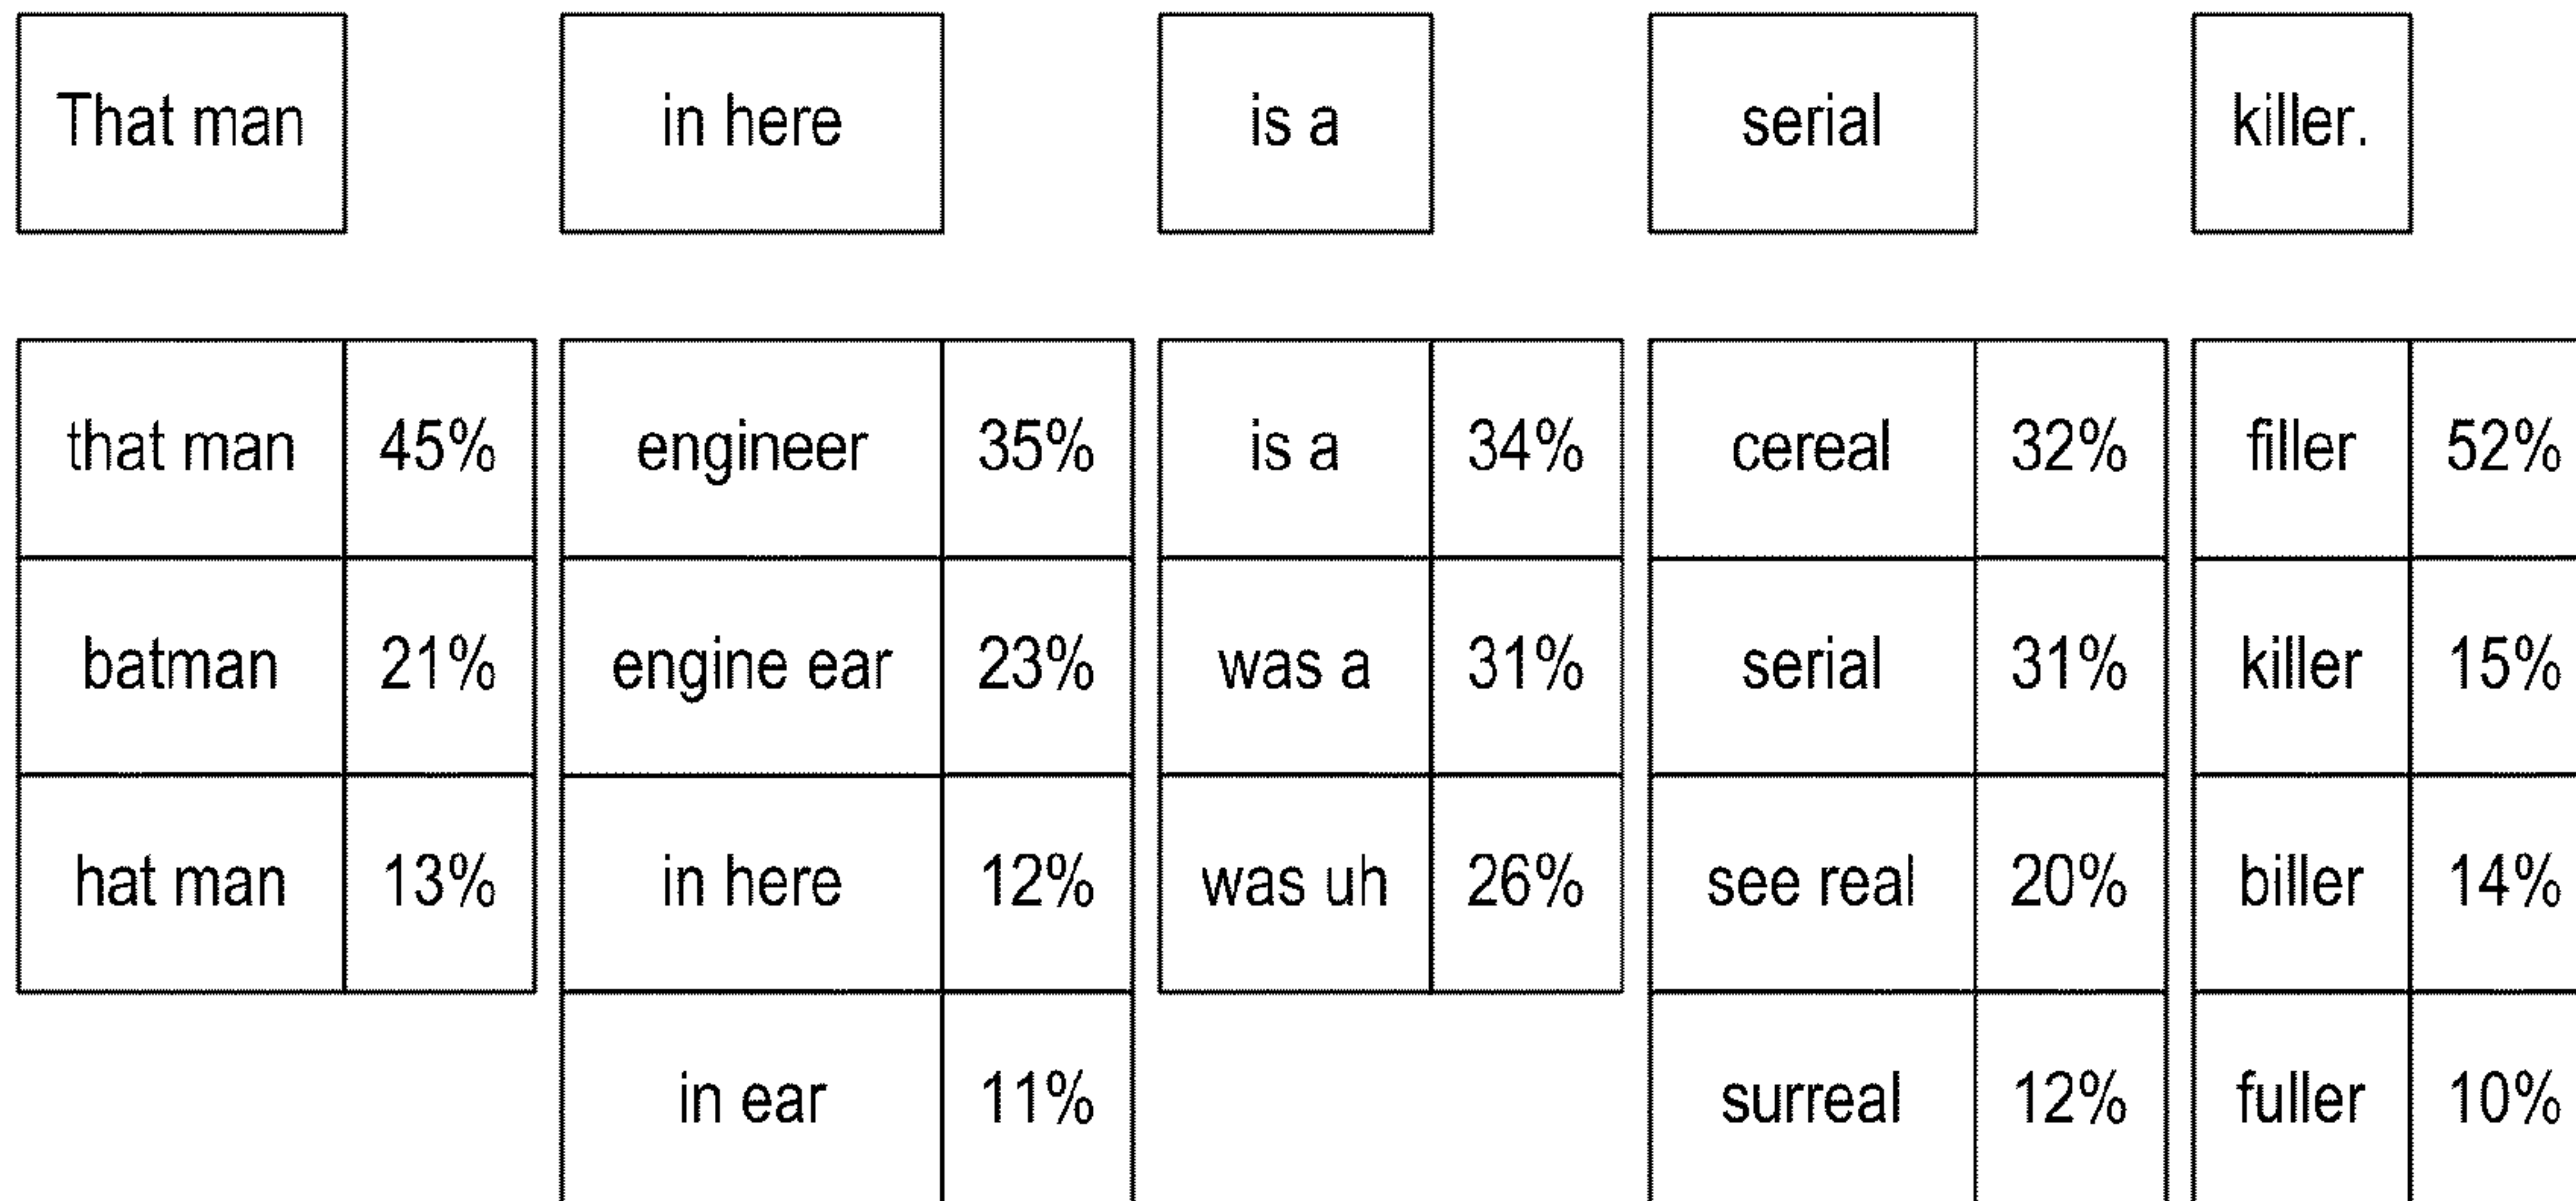 That man in here is a serial killer.
that man 45% engineer 35% is a 34% cereal 32% filler 52%
batman 21% engine ear 23% was a 31% serial 31% killer 15%
hat man 13% in here 12% was uh 26% see real 20% biller 14%
in ear 11% surreal 12% fuller 10%